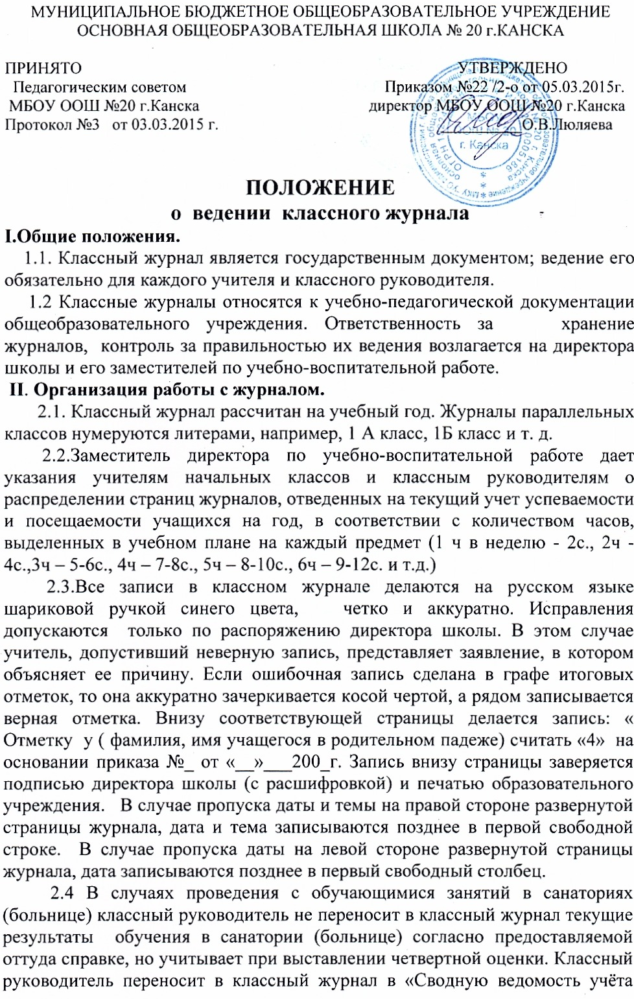 МУНИЦИПАЛЬНОЕ БЮДЖЕТНОЕ ОБЩЕОБРАЗОВАТЕЛЬНОЕ УЧРЕЖДЕНИЕ
ОСНОВНАЯ ОБЩЕОБРАЗОВАТЕЛЬНАЯ ШКОЛА № 20 г.КАНСКА
ПРИНЯТО УТВЕРЖДЕНО
Педагогическим советом Приказом №22 /2-о от 05.03.2015г.
МБОУ ООШ №20 г.Канска директор МБОУ ООШ №20 г.Канска
Протокол №3 от 03.03.2015 г. О.В.Люляева
г. Канска
ПОЛОЖЕНИЕ
о ведении классного журнала
I.Общие положения.
1.1. Классный журнал является государственным документом; ведение его
обязательно для каждого учителя и классного руководителя.
1.2 Классные журналы относятся к учебно-педагогической документации
общеобразовательного учреждения. Ответственность за хранение
журналов, контроль за правильностью их ведения возлагается на директора
школы и его заместителей по учебно-воспитательной работе.
II. Организация работы с журналом.
2.1. Классный журнал рассчитан на учебный год. Журналы параллельных
классов нумеруются литерами, например, 1 А класс, 1Б класс и т. д.
2.2.Заместитель директора по учебно-воспитательной работе дает
указания учителям начальных классов и классным руководителям о
распределении страниц журналов, отведенных на текущий учет успеваемости
и посещаемости учащихся на год, в соответствии с количеством часов,
выделенных в учебном плане на каждый предмет (1 ч в неделю - 2с., 2ч -
4с.,3ч – 5-6с., 4ч – 7-8с., 5ч – 8-10с., 6ч – 9-12с. и т.д.)
2.3.Все записи в классном журнале делаются на русском языке
шариковой ручкой синего цвета, четко и аккуратно. Исправления
допускаются только по распоряжению директора школы. В этом случае
учитель, допустивший неверную запись, представляет заявление, в котором
объясняет ее причину. Если ошибочная запись сделана в графе итоговых
отметок, то она аккуратно зачеркивается косой чертой, а рядом записывается
верная отметка. Внизу соответствующей страницы делается запись: «
Отметку у ( фамилия, имя учащегося в родительном падеже) считать «4» на
основании приказа №_ от «__»___200_г. Запись внизу страницы заверяется
подписью директора школы (с расшифровкой) и печатью образовательного
учреждения. В случае пропуска даты и темы на правой стороне развернутой
страницы журнала, дата и тема записываются позднее в первой свободной
строке. В случае пропуска даты на левой стороне развернутой страницы
журнала, дата записываются позднее в первый свободный столбец.
2.4 В случаях проведения с обучающимися занятий в санаториях
(больнице) классный руководитель не переносит в классный журнал текущие
результаты обучения в санатории (больнице) согласно предоставляемой
оттуда справке, но учитывает при выставлении четвертной оценки. Классный
руководитель переносит в классный журнал в «Сводную ведомость учёта